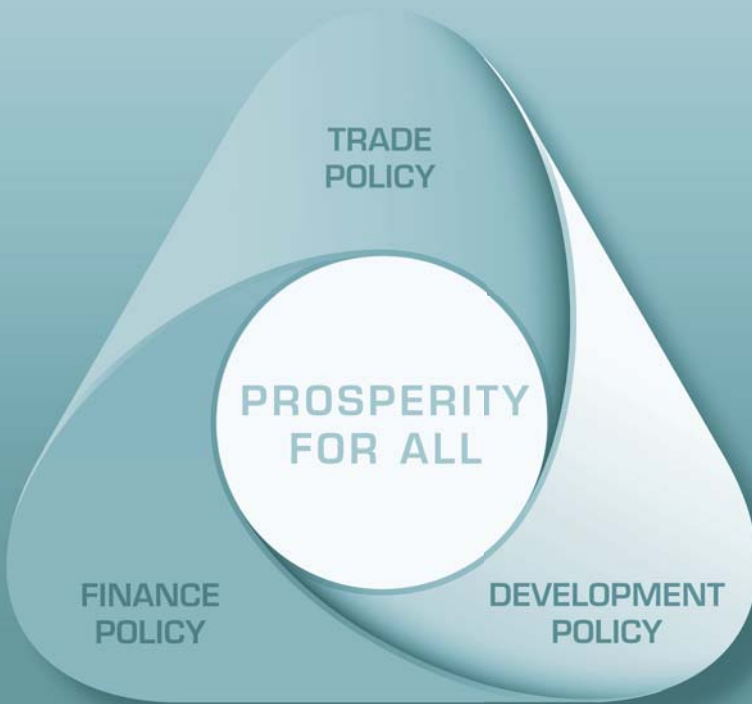 TRADE
POLICY
PROSPERITY
FOR ALL
FINANCE
POLICY
DEVELOPMENT
POLICY